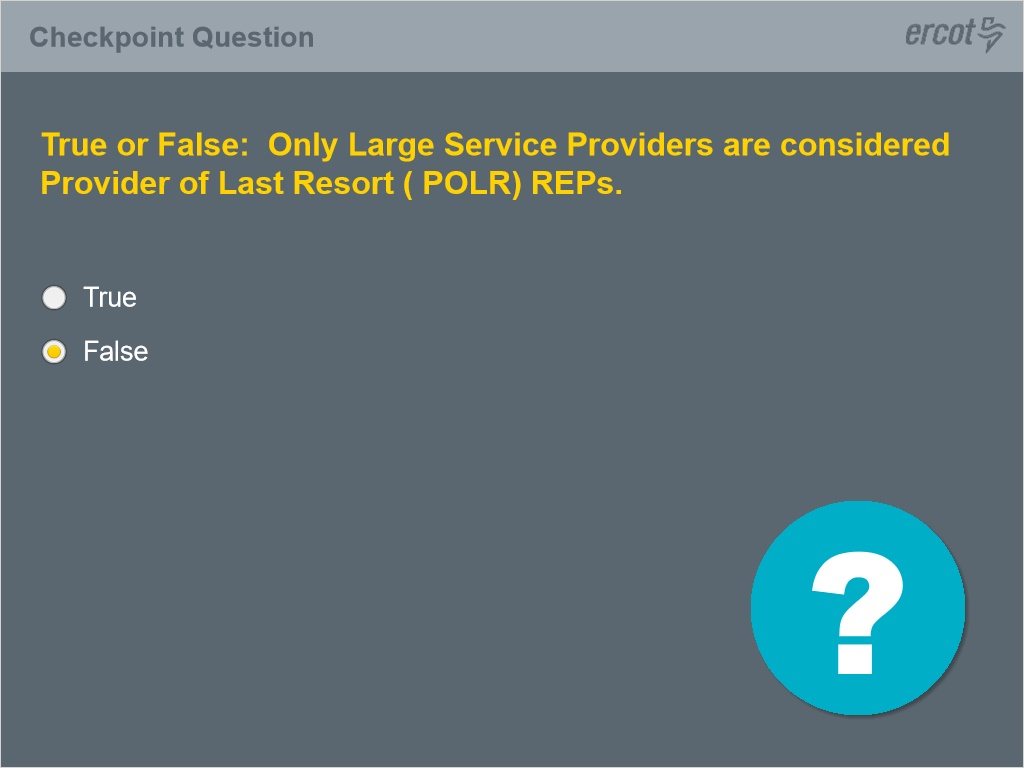 Checkpoint Question
ercot
True or False:  Only Large Service Providers are considered
Provider of Last Resort ( POLR) REPs.
True
False
?